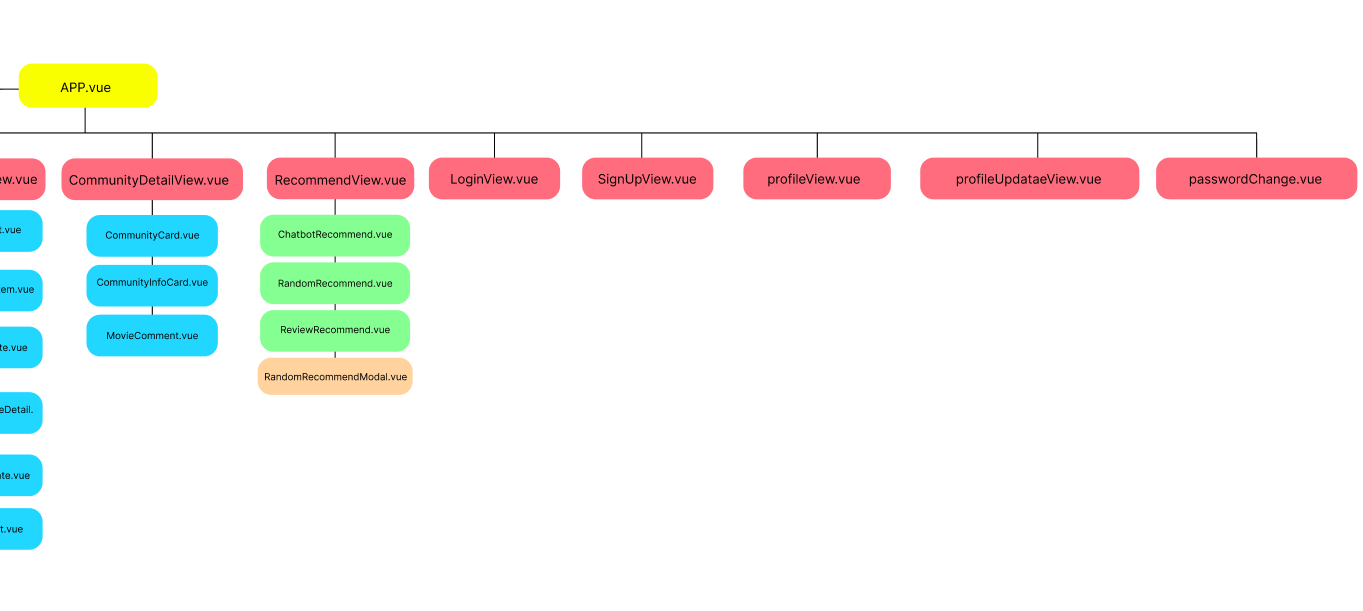 APP.vue
ew.vue
CommunityDetailView.vue
RecommendView.vue
LoginView.vue
SignUpView.vue
profileView.vue
profileUpdataeView.vue
passwordChange.vue
t.vue
CommunityCard.vue
ChatbotRecommend.vue
em.vue
CommunityInfoCard.vue
RandomRecommend.vue
te.vue
MovieComment.vue
ReviewRecommend.vue
RandomRecommendModal.vue
eDetail.
te.vue
t.vue